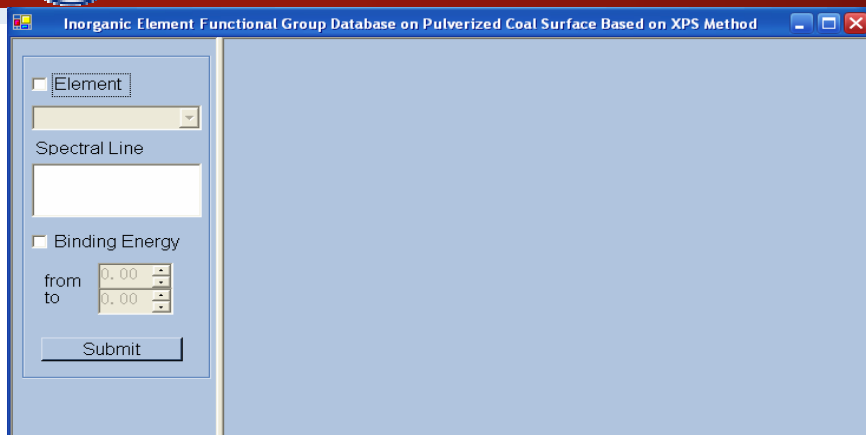 Inorganic Element Functional Group Database on Pulverized Coal Surface Based on XPS Method
Element
Spectral Line
Binding Energy
from 0.00
to 0.00
Submit